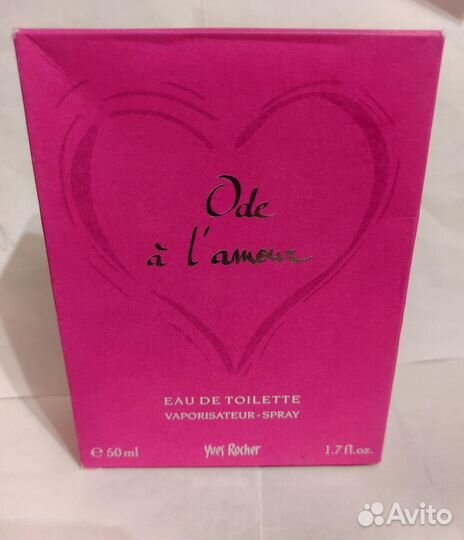 Ode
à l'amour
EAU DE TOILETTE
VAPORISATEUR-SPRAY
℮ 50 ml Yves Rocher 1.7 fl.oz.
Avito